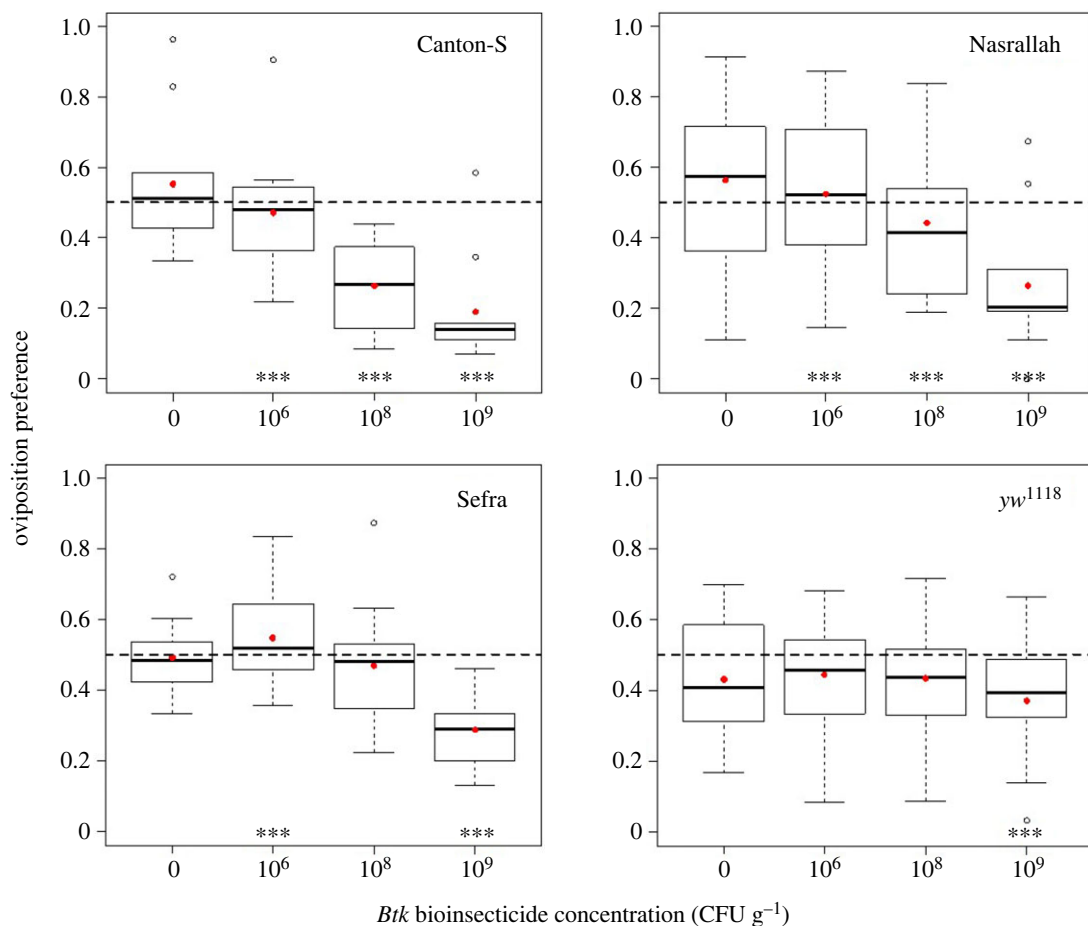 1.0
Canton-S
0.8
0.6
0.4
0.2
0
*** *** ***
0 10⁶ 10⁸ 10⁹
1.0
Nasrallah
0.8
0.6
0.4
0.2
0
*** *** ***
0 10⁶ 10⁸ 10⁹
oviposition preference
1.0
Sefra
0.8
0.6
0.4
0.2
0
*** ***
0 10⁶ 10⁸ 10⁹
1.0
yw¹¹¹⁸
0.8
0.6
0.4
0.2
0
***
0 10⁶ 10⁸ 10⁹
Btk bioinsecticide concentration (CFU g⁻¹)